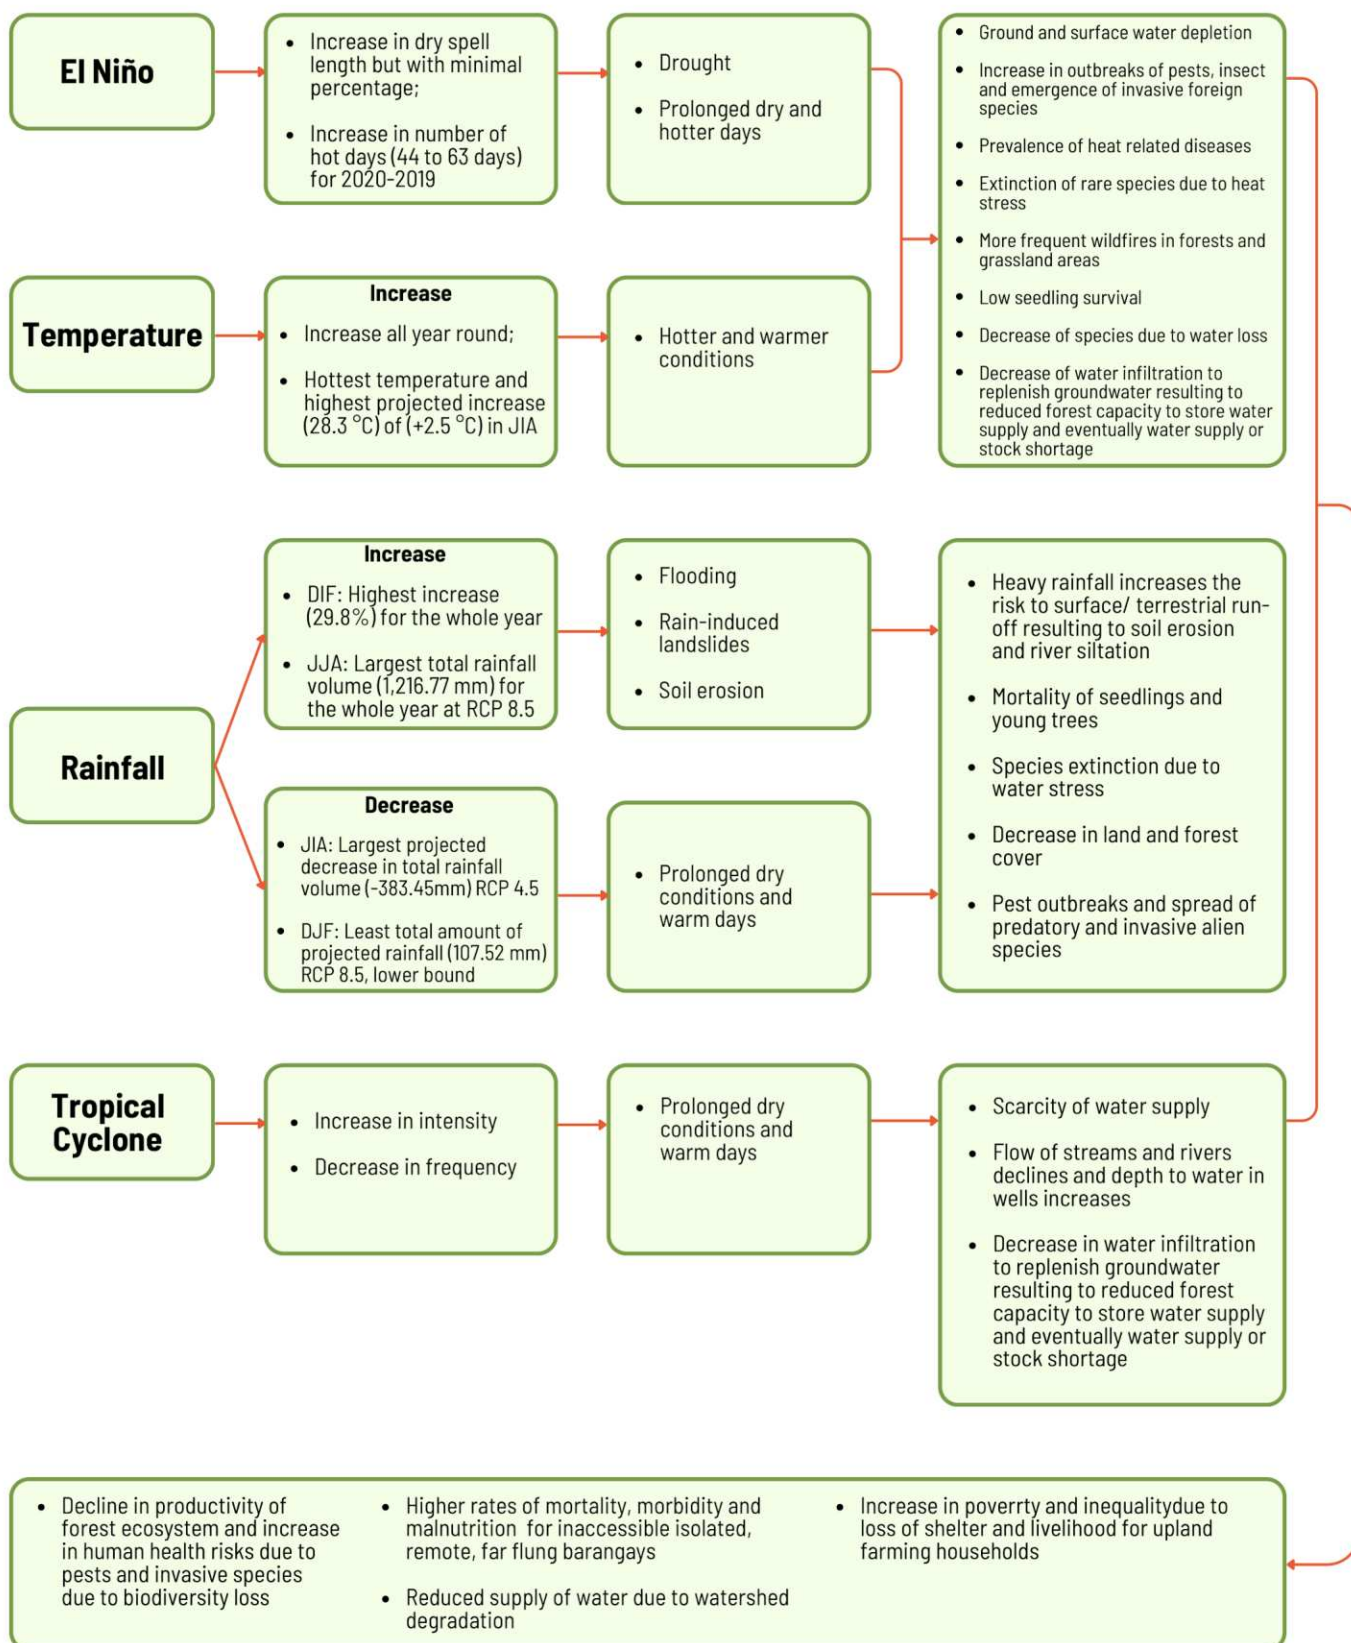 El Niño
• Increase in dry spell
length but with minimal
percentage;
• Increase in number of
hot days (44 to 63 days)
for 2020-2019
• Drought
• Prolonged dry and
hotter days
• Ground and surface water depletion
• Increase in outbreaks of pests, insect
and emergence of invasive foreign
species
• Prevalence of heat related diseases
• Extinction of rare species due to heat
stress
• More frequent wildfires in forests and
grassland areas
• Low seedling survival
• Decrease of species due to water loss
• Decrease of water infiltration to
replenish groundwater resulting to
reduced forest capacity to store water
supply and eventually water supply or
stock shortage
Temperature
Increase
• Increase all year round;
• Hottest temperature and
highest projected increase
(28.3 °C) of (+2.5 °C) in JIA
• Hotter and warmer
conditions
Rainfall
Increase
• DIF: Highest increase
(29.8%) for the whole year
• JJA: Largest total rainfall
volume (1,216.77 mm) for
the whole year at RCP 8.5
• Flooding
• Rain-induced
landslides
• Soil erosion
Decrease
• JIA: Largest projected
decrease in total rainfall
volume (-383.45mm) RCP 4.5
• DJF: Least total amount of
projected rainfall (107.52 mm)
RCP 8.5, lower bound
• Prolonged dry
conditions and
warm days
• Heavy rainfall increases the
risk to surface/ terrestrial run-
off resulting to soil erosion
and river siltation
• Mortality of seedlings and
young trees
• Species extinction due to
water stress
• Decrease in land and forest
cover
• Pest outbreaks and spread of
predatory and invasive alien
species
Tropical
Cyclone
• Increase in intensity
• Decrease in frequency
• Prolonged dry
conditions and
warm days
• Scarcity of water supply
• Flow of streams and rivers
declines and depth to water in
wells increases
• Decrease in water infiltration
to replenish groundwater
resulting to reduced forest
capacity to store water supply
and eventually water supply or
stock shortage
• Decline in productivity of
forest ecosystem and increase
in human health risks due to
pests and invasive species
due to biodiversity loss
• Higher rates of mortality, morbidity and
malnutrition for inaccessible isolated,
remote, far flung barangays
• Reduced supply of water due to watershed
degradation
• Increase in poverrty and inequalitydue to
loss of shelter and livelihood for upland
farming households